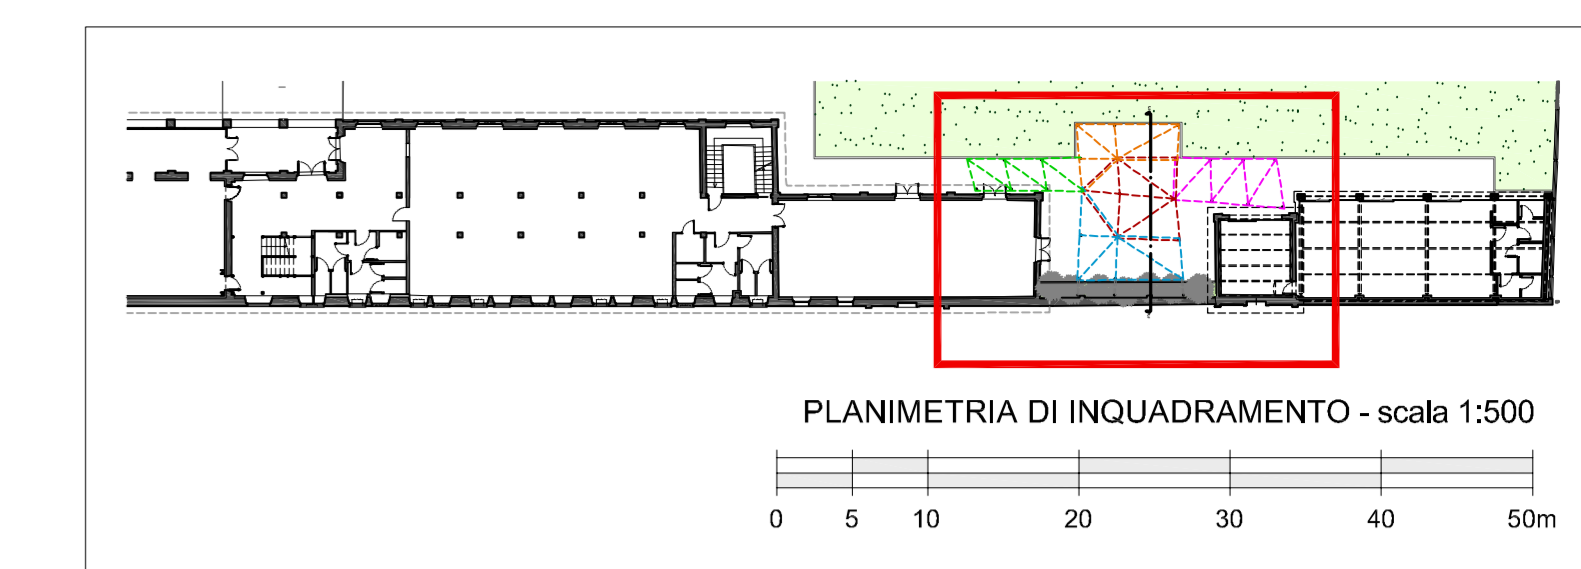 PLANIMETRIA DI INQUADRAMENTO - scala 1:500
0 5 10 20 30 40 50m